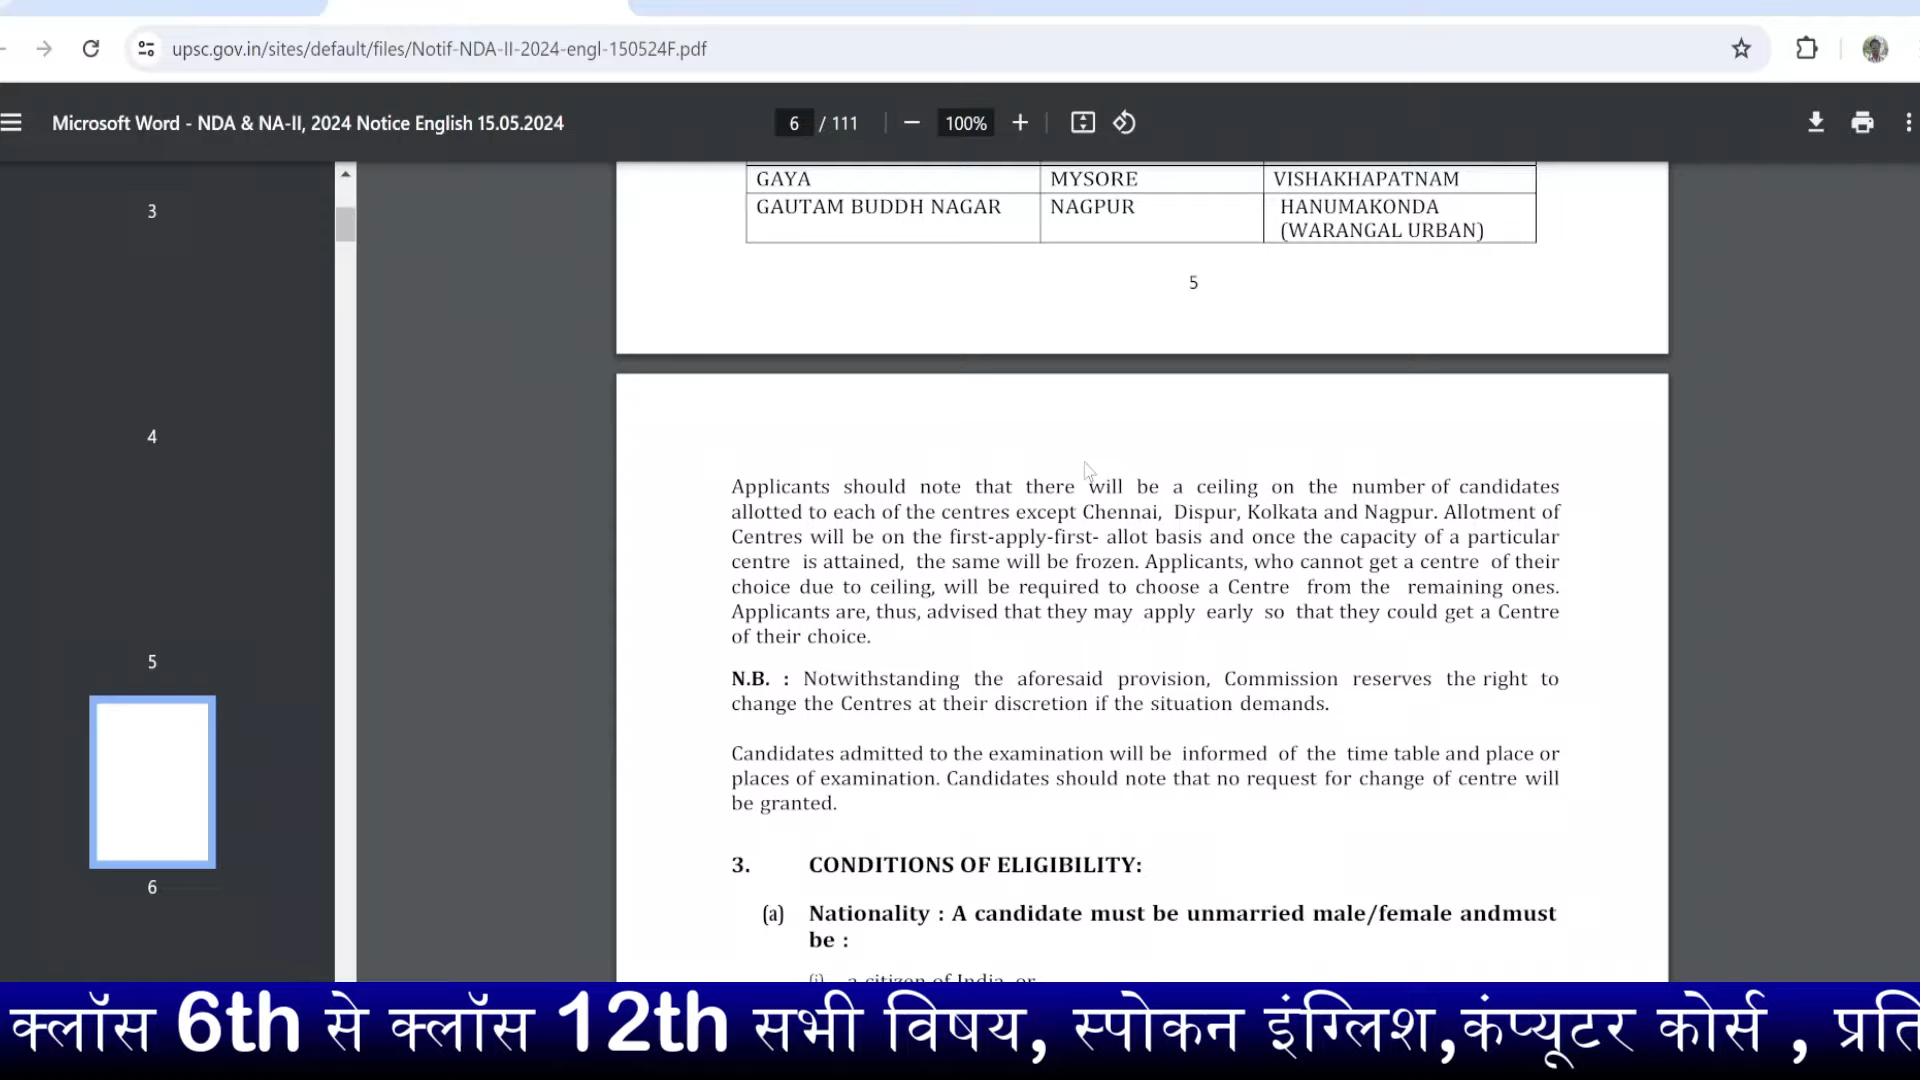 upsc.gov.in/sites/default/files/Notif-NDA-II-2024-engl-150524F.pdf
Microsoft Word - NDA & NA-II, 2024 Notice English 15.05.2024
6 / 111
100%
3
4
5
6
GAYA MYSORE VISHAKHAPATNAM
GAUTAM BUDDH NAGAR NAGPUR HANUMAKONDA
(WARANGAL URBAN)
5
Applicants should note that there will be a ceiling on the number of candidates
allotted to each of the centres except Chennai, Dispur, Kolkata and Nagpur. Allotment of
Centres will be on the first-apply-first- allot basis and once the capacity of a particular
centre is attained, the same will be frozen. Applicants, who cannot get a centre of their
choice due to ceiling, will be required to choose a Centre from the remaining ones.
Applicants are, thus, advised that they may apply early so that they could get a Centre
of their choice.
N.B. : Notwithstanding the aforesaid provision, Commission reserves the right to
change the Centres at their discretion if the situation demands.
Candidates admitted to the examination will be informed of the time table and place or
places of examination. Candidates should note that no request for change of centre will
be granted.
3. CONDITIONS OF ELIGIBILITY:
(a) Nationality : A candidate must be unmarried male/female andmust
be :
(i) a citizen of India, or
क्लॉस 6th से क्लॉस 12th सभी विषय, स्पोकन इंग्लिश,कंप्यूटर कोर्स , प्रति